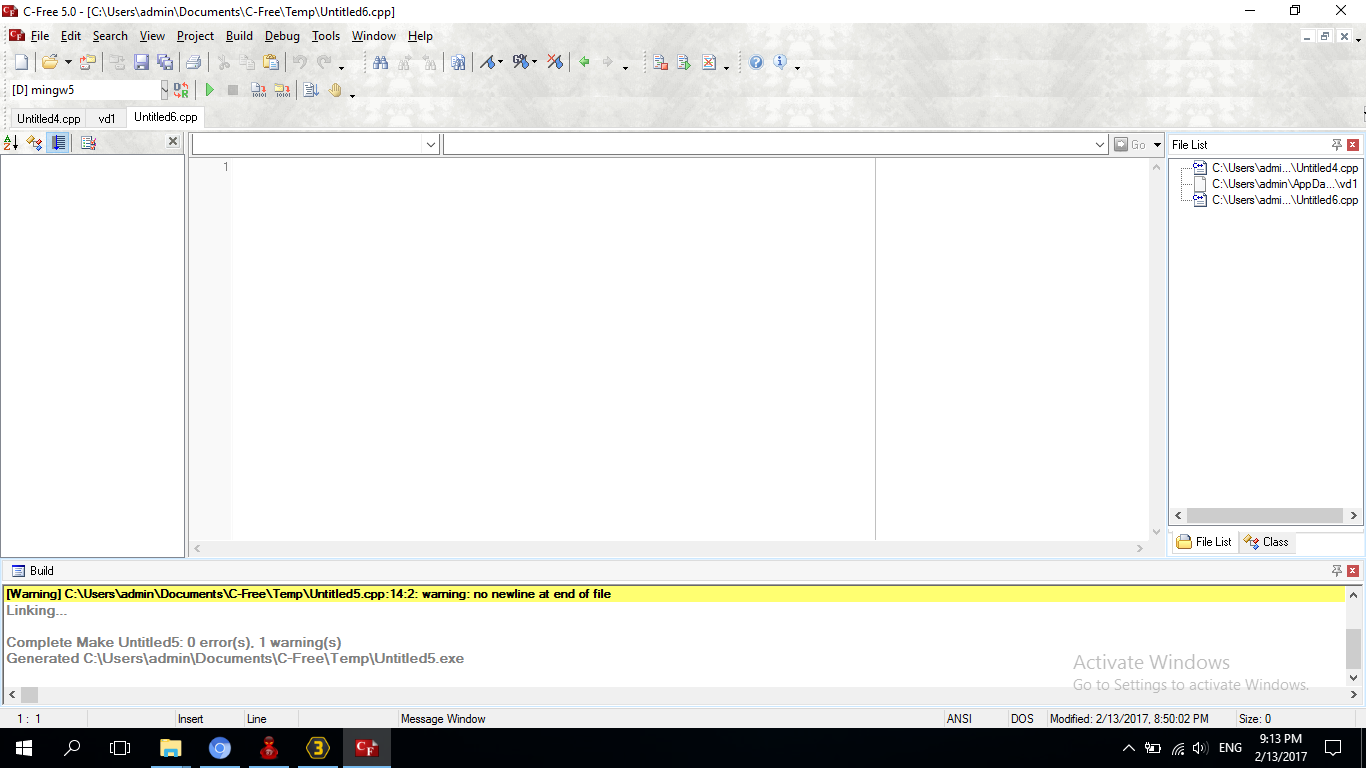 C-Free 5.0 - [C:\Users\admin\Documents\C-Free\Temp\Untitled6.cpp]
File Edit Search View Project Build Debug Tools Window Help
[D] mingw5
Untitled4.cpp vd1 Untitled6.cpp
Go
File List
1
C:\Users\admi...\Untitled4.cpp
C:\Users\admin\AppDa...\vd1
C:\Users\admi...\Untitled6.cpp
File List Class
Build
[Warning] C:\Users\admin\Documents\C-Free\Temp\Untitled5.cpp:14:2: warning: no newline at end of file
Linking...
Complete Make Untitled5: 0 error(s), 1 warning(s)
Generated C:\Users\admin\Documents\C-Free\Temp\Untitled5.exe
Activate Windows
Go to Settings to activate Windows.
1: 1 Insert Line Message Window ANSI DOS Modified: 2/13/2017, 8:50:02 PM Size: 0
ENG 9:13 PM
2/13/2017